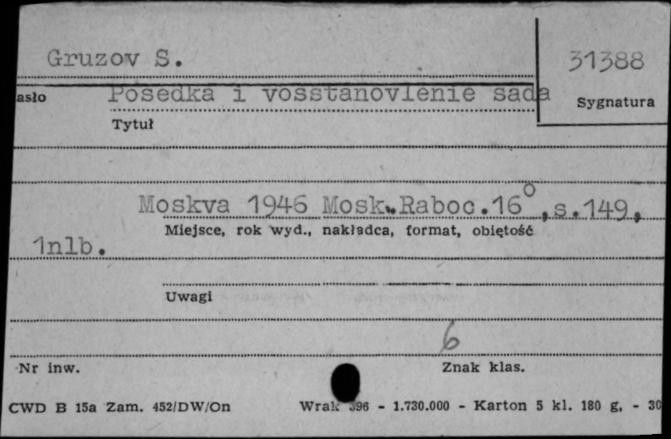 Gruzov S.
31388
asło
Posedka i vosstanovlenie sada
Sygnatura
Tytuł
Moskva 1946 Mosk.Raboc.16⁰,s.149,
Miejsce, rok wyd., nakładca, format, objętość
1nlb.
Uwagi
6
Nr inw.
Znak klas.
CWD B 15a Zam. 452/DW/On
396 - 1.730.000 - Karton 5 kl. 180 g, - 30